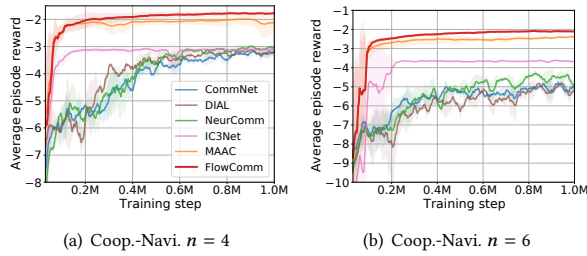 (a)
Average episode reward
−2
−3
−4
−5
−6
−7
−8
CommNet
DIAL
NeurComm
IC3Net
MAAC
FlowComm
0.2M 0.4M 0.6M 0.8M 1.0M
Training step
(a) Coop.-Navi. n = 4
(b)
Average episode reward
−1
−2
−3
−4
−5
−6
−7
−8
−9
−10
0.2M 0.4M 0.6M 0.8M 1.0M
Training step
(b) Coop.-Navi. n = 6